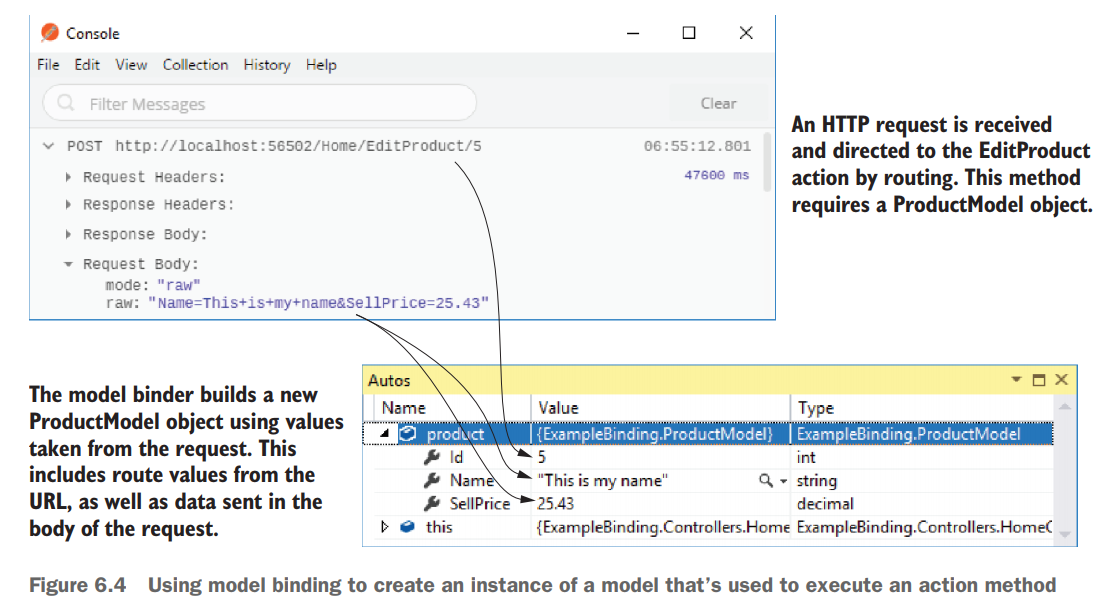 Console
File Edit View Collection History Help
Filter Messages
Clear
POST http://localhost:56502/Home/EditProduct/5
06:55:12.801
Request Headers:
47600 ms
Response Headers:
Response Body:
Request Body:
mode: "raw"
raw: "Name=This+is+my+name&SellPrice=25.43"
An HTTP request is received
and directed to the EditProduct
action by routing. This method
requires a ProductModel object.
The model binder builds a new
ProductModel object using values
taken from the request. This
includes route values from the
URL, as well as data sent in the
body of the request.
Autos
Name Value Type
product {ExampleBinding.ProductModel} ExampleBinding.ProductModel
Id 5 int
Name "This is my name" string
SellPrice 25.43 decimal
this {ExampleBinding.Controllers.Home ExampleBinding.Controllers.HomeC
Figure 6.4 Using model binding to create an instance of a model that's used to execute an action method